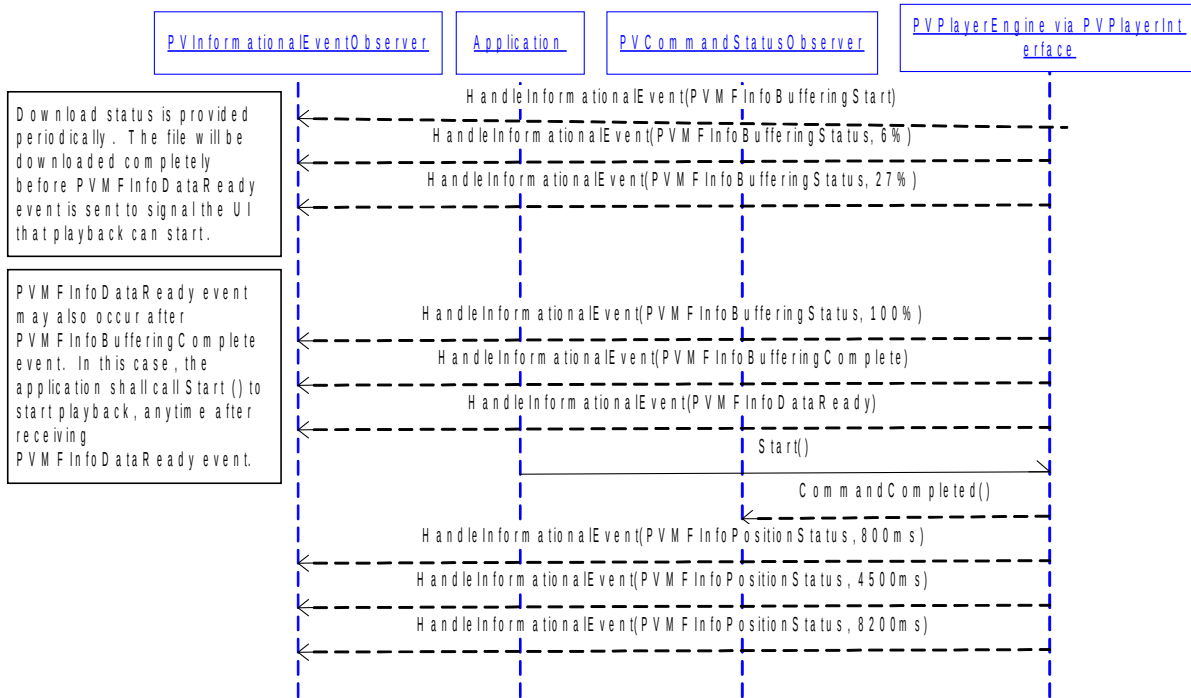 PVInformationalEventObserver
Application
PVCommandStatusObserver
PVPlayerEngine via PVPlayerInt
erface
Download status is provided
periodically. The file will be
downloaded completely
before PVMFInfoDataReady
event is sent to signal the UI
that playback can start.
PVMFInfoDataReady event
may also occur after
PVMFInfoBufferingComplete
event. In this case, the
application shall call Start () to
start playback, anytime after
receiving
PVMFInfoDataReady event.
HandleInformationalEvent(PVMFInfoBufferingStart)
HandleInformationalEvent(PVMFInfoBufferingStatus, 6%)
HandleInformationalEvent(PVMFInfoBufferingStatus, 27%)
HandleInformationalEvent(PVMFInfoBufferingStatus, 100%)
HandleInformationalEvent(PVMFInfoBufferingComplete)
HandleInformationalEvent(PVMFInfoDataReady)
Start()
CommandCompleted()
HandleInformationalEvent(PVMFInfoPositionStatus, 800ms)
HandleInformationalEvent(PVMFInfoPositionStatus, 4500ms)
HandleInformationalEvent(PVMFInfoPositionStatus, 8200ms)